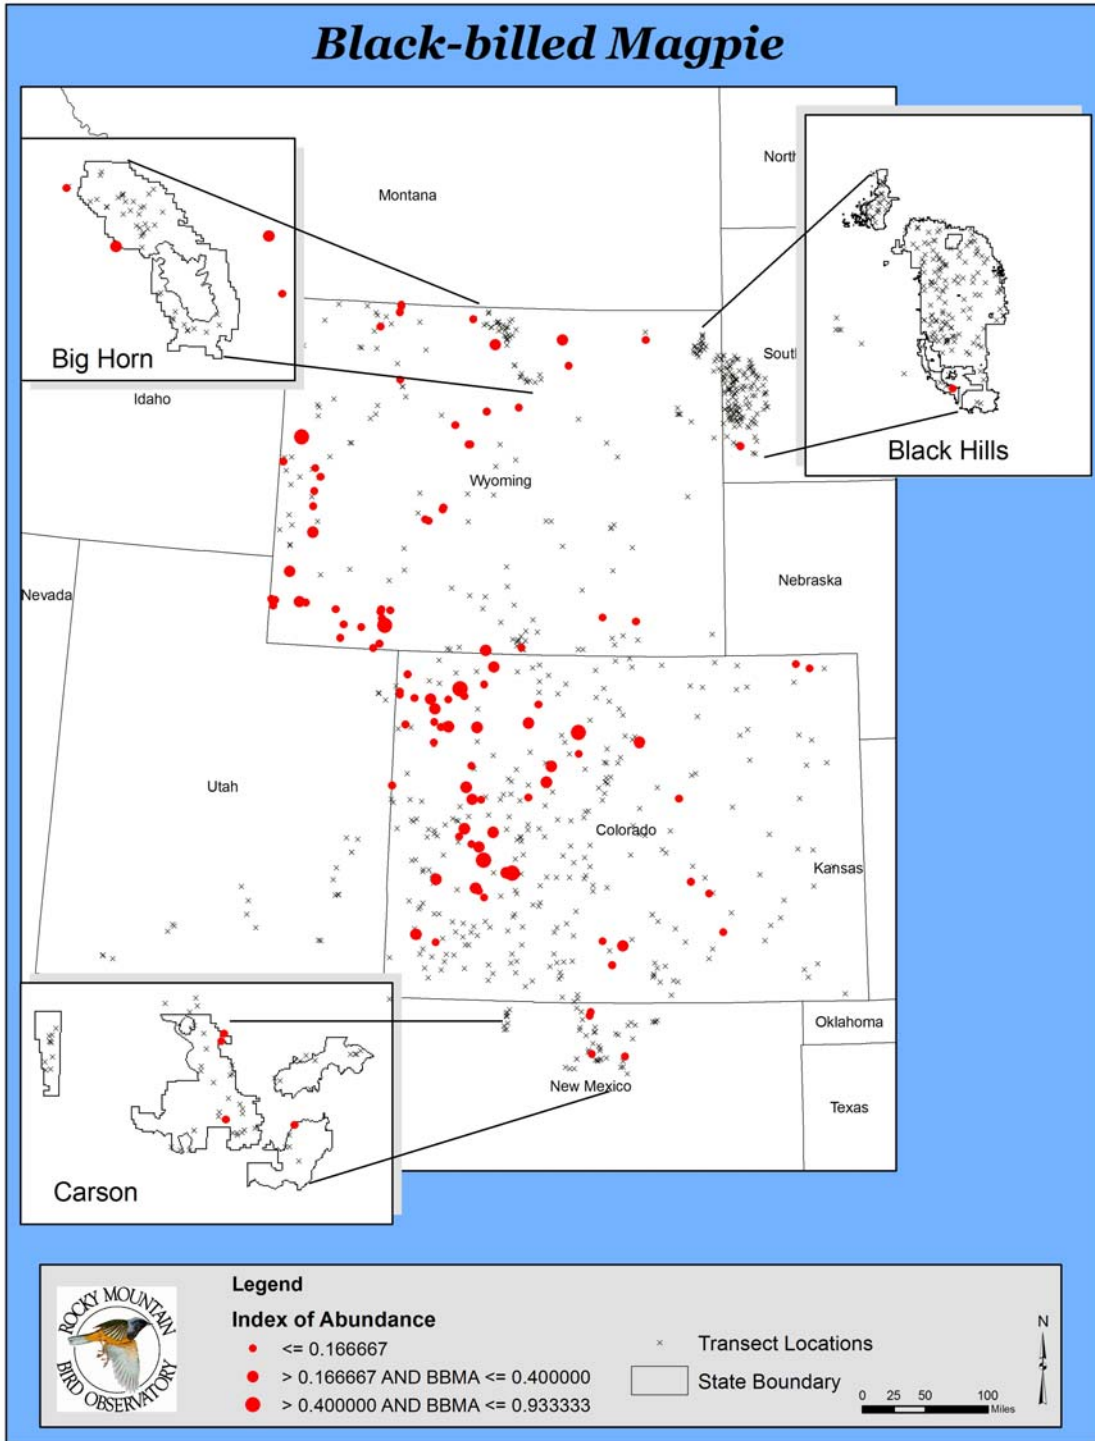 Black-billed Magpie
Montana
North
Big Horn
Idaho
South
Black Hills
Wyoming
Nebraska
Nevada
Utah
Colorado
Kansas
Oklahoma
New Mexico
Texas
Carson
Legend
Index of Abundance
<= 0.166667
> 0.166667 AND BBMA <= 0.400000
> 0.400000 AND BBMA <= 0.933333
Transect Locations
State Boundary
N
0 25 50 100
Miles
ROCKY MOUNTAIN
BIRD OBSERVATORY